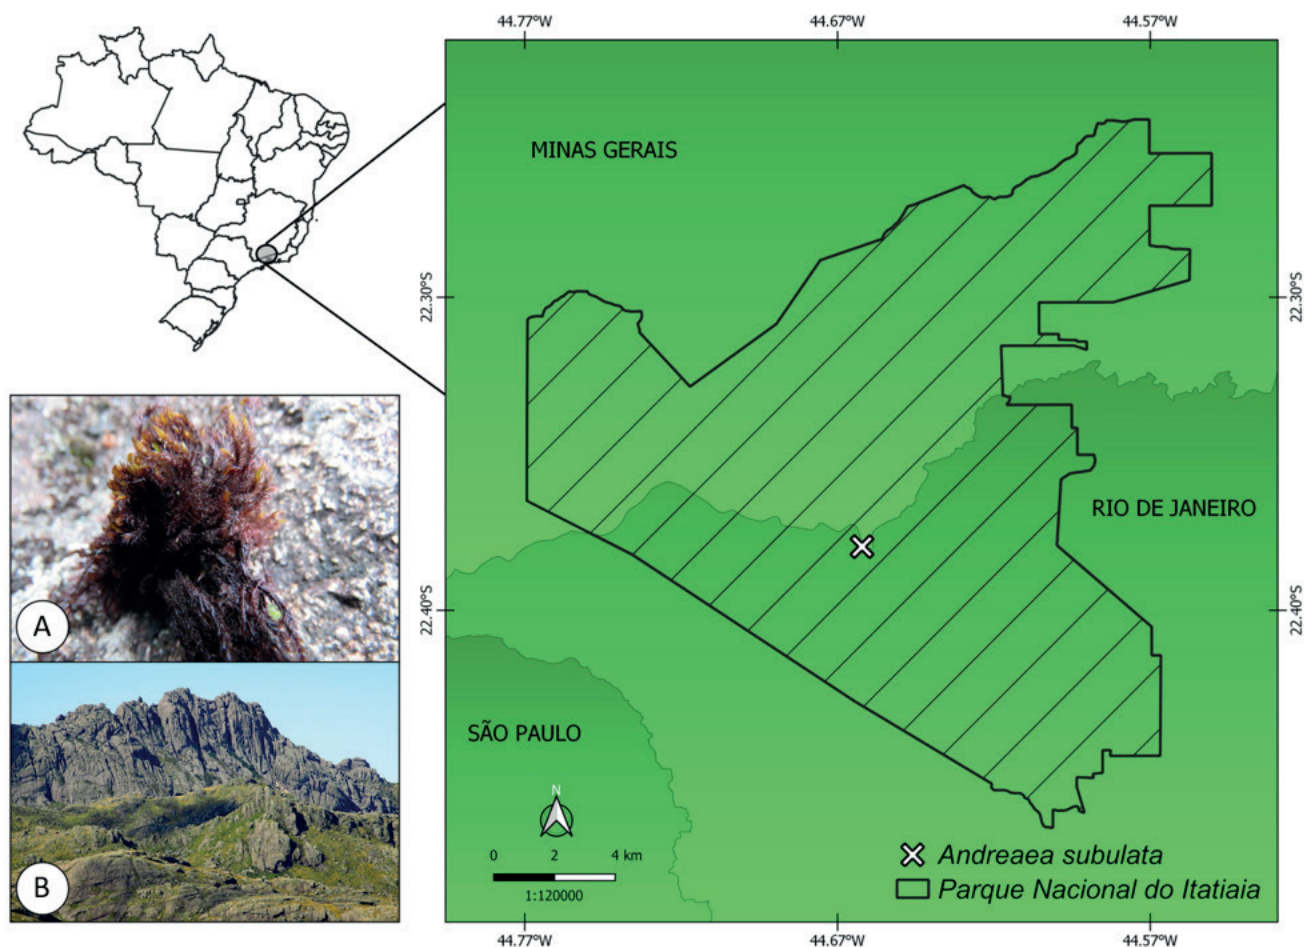 44.77°W
44.67°W
44.57°W
MINAS GERAIS
22.30°S
22.30°S
RIO DE JANEIRO
A
22.40°S
22.40°S
SÃO PAULO
N
0 2 4 km
1:120000
Andreaea subulata
Parque Nacional do Itatiaia
B
44.77°W
44.67°W
44.57°W